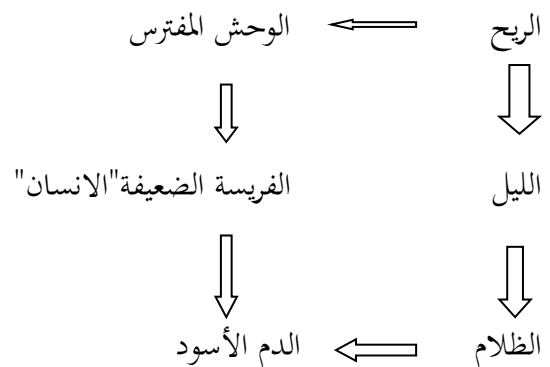 الريح الوحش المفترس
الليل الفريسة الضعيفة"الانسان"
الظلام الدم الأسود